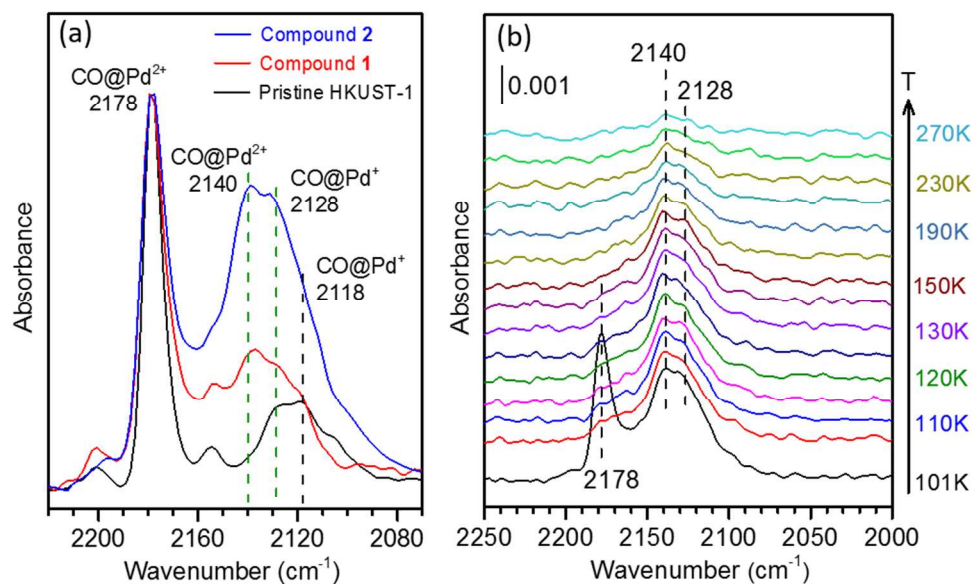 (a)
Compound 2
Compound 1
Pristine HKUST-1
CO@Pd²⁺
2178
CO@Pd²⁺
2140
CO@Pd⁺
2128
CO@Pd⁺
2118
Absorbance
2200 2160 2120 2080
Wavenumber (cm⁻¹)
(b)
0.001
2140
2128
T
270K
230K
190K
150K
130K
120K
110K
101K
2178
Absorbance
2250 2200 2150 2100 2050 2000
Wavenumber (cm⁻¹)